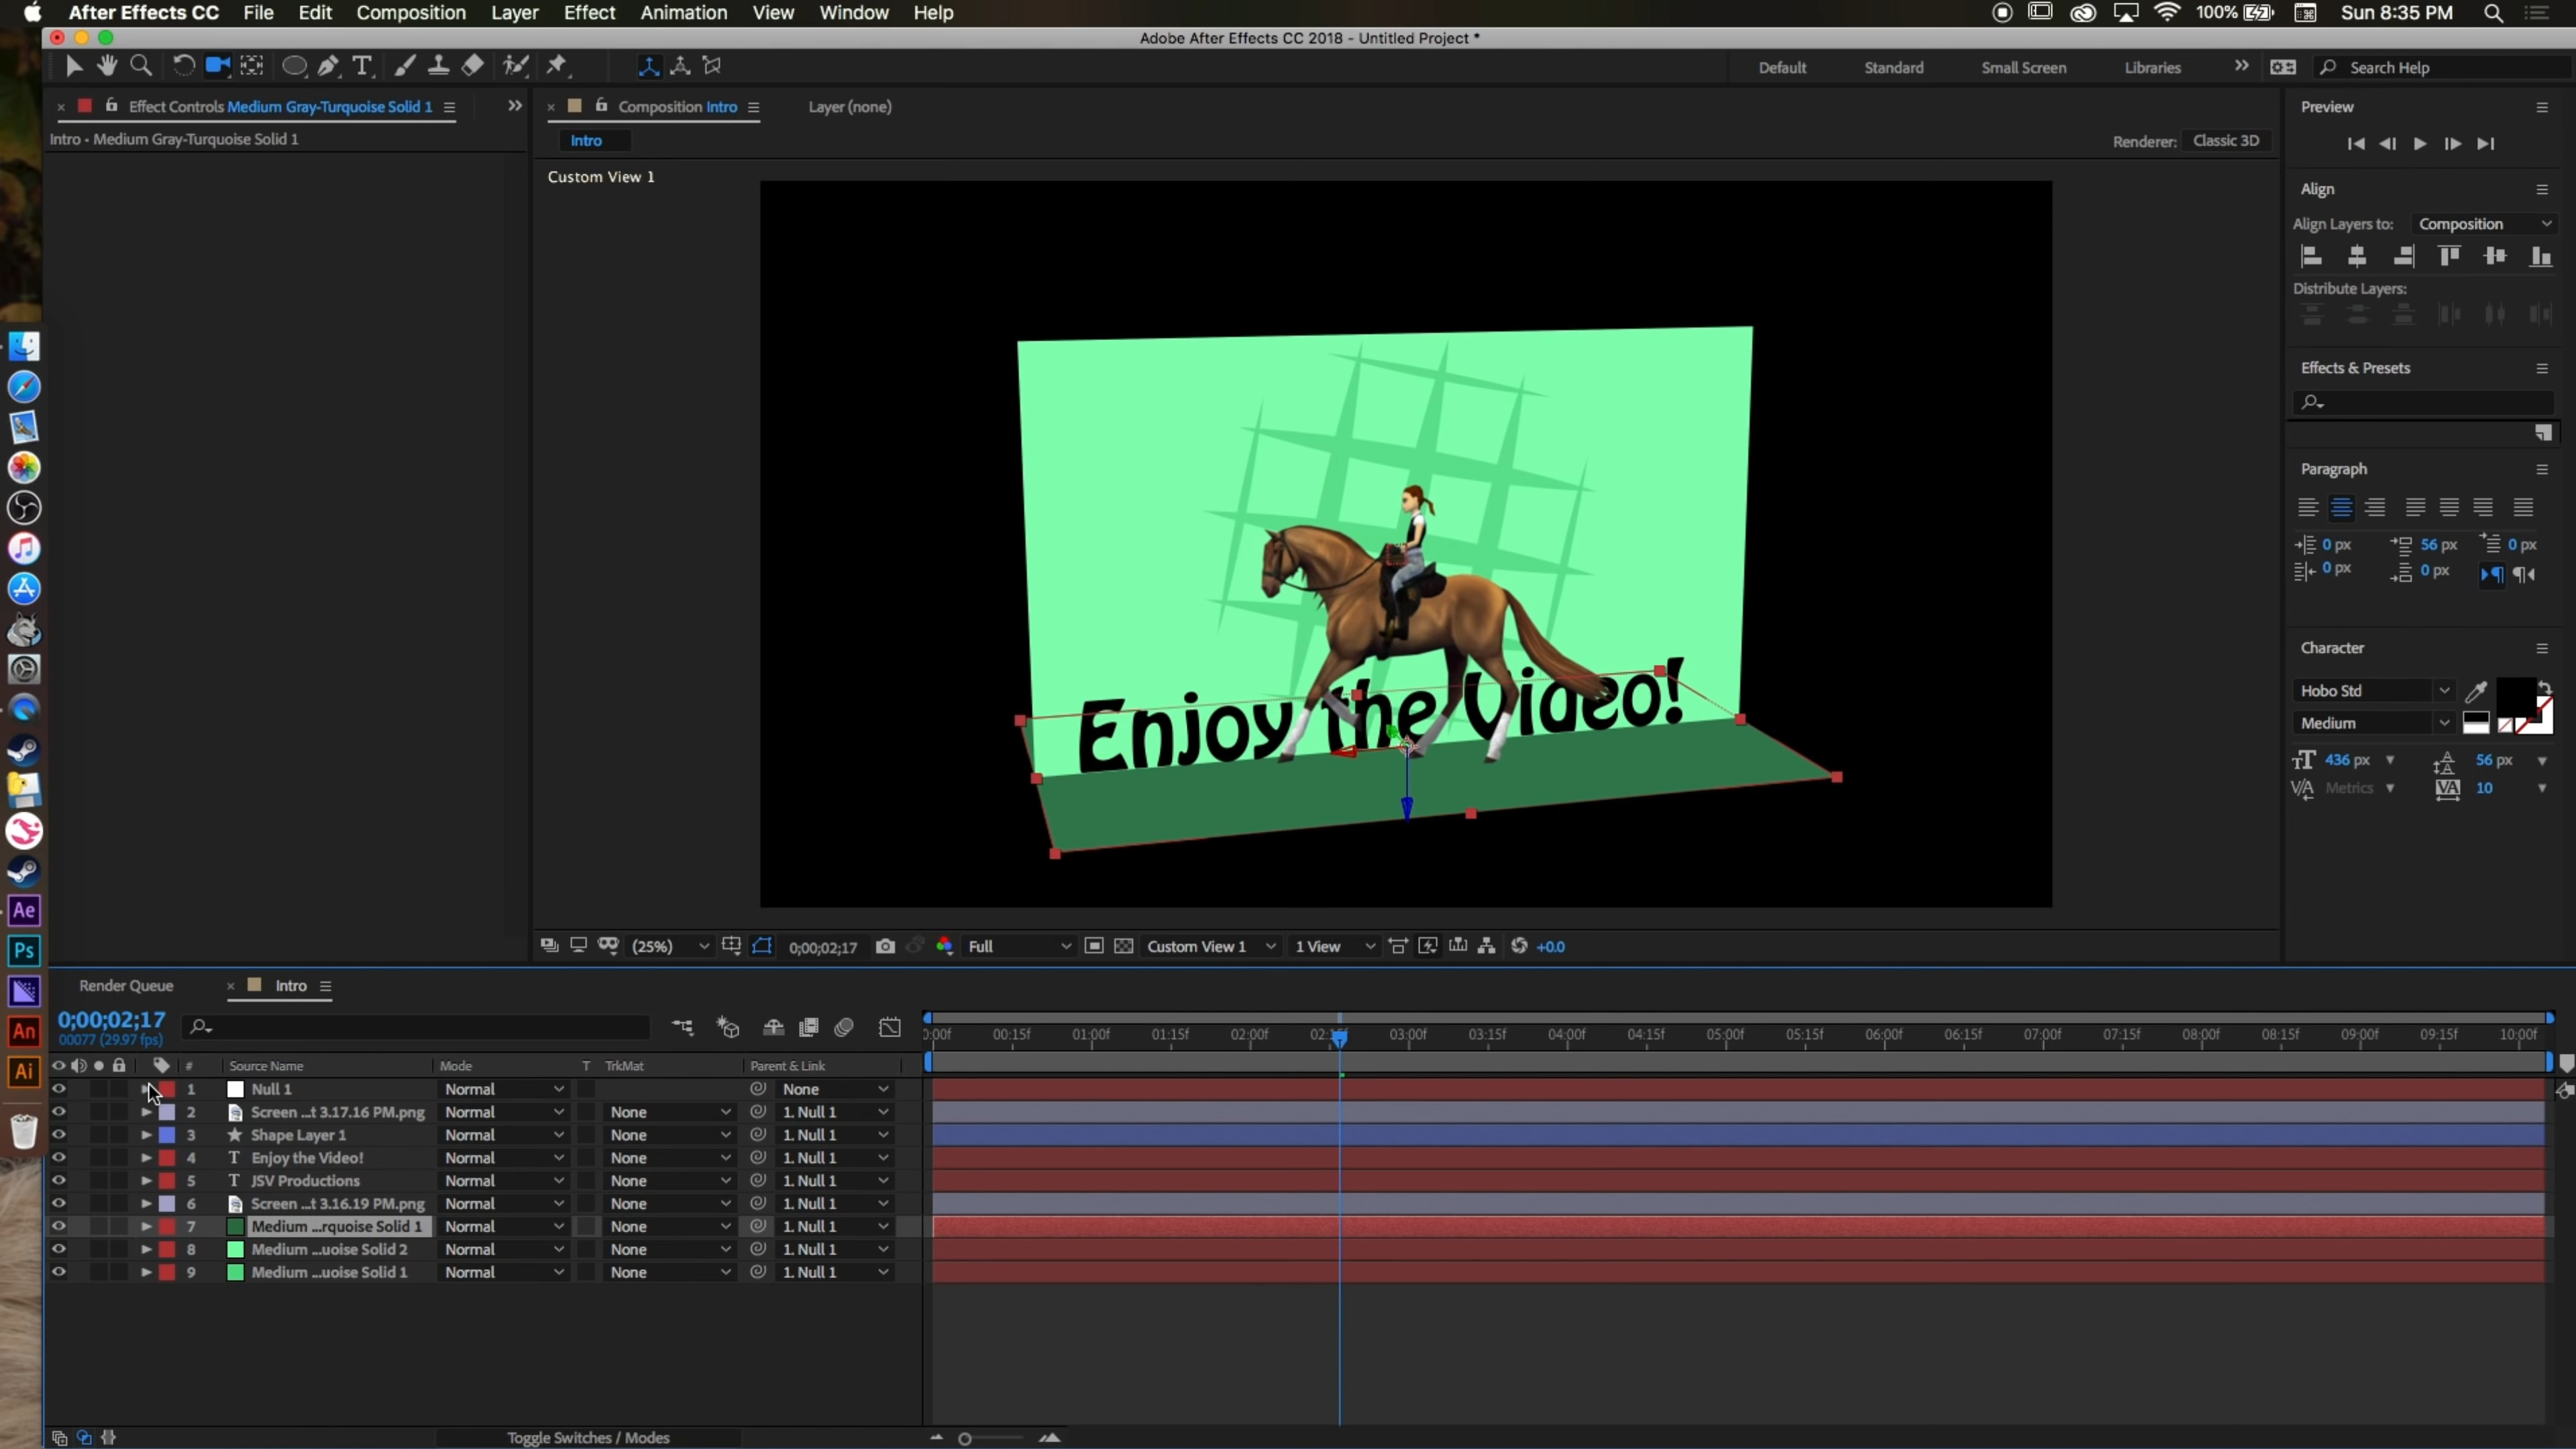 After Effects CC File Edit Composition Layer Effect Animation View Window Help 100% Sun 8:35 PM
Adobe After Effects CC 2018 - Untitled Project *
Default Standard Small Screen Libraries Search Help
Effect Controls Medium Gray-Turquoise Solid 1
Composition Intro Layer (none)
Intro • Medium Gray-Turquoise Solid 1
Intro
Renderer: Classic 3D
Custom View 1
Enjoy the Video!
Preview
Align
Align Layers to: Composition
Distribute Layers:
Effects & Presets
Paragraph
0 px 56 px 0 px
0 px 0 px
Character
Hobo Std
Medium
436 px 56 px
Metrics 10
(25%) 0;00;02;17 Full Custom View 1 1 View +0.0
Render Queue Intro
0;00;02;17
00077 (29.97 fps)
0:00f 00:15f 01:00f 01:15f 02:00f 03:00f 03:15f 04:00f 04:15f 05:00f 05:15f 06:00f 06:15f 07:00f 07:15f 08:00f 08:15f 09:00f 09:15f 10:00f
# Source Name Mode T TrkMat Parent & Link
1 Null 1 Normal None
2 Screen ...t 3.17.16 PM.png Normal None 1. Null 1
3 Shape Layer 1 Normal None 1. Null 1
4 T Enjoy the Video! Normal None 1. Null 1
5 T JSV Productions Normal None 1. Null 1
6 Screen ...t 3.16.19 PM.png Normal None 1. Null 1
7 Medium ...rquoise Solid 1 Normal None 1. Null 1
8 Medium ...uoise Solid 2 Normal None 1. Null 1
9 Medium ...uoise Solid 1 Normal None 1. Null 1
Toggle Switches / Modes
Ae
Ps
An
Ai